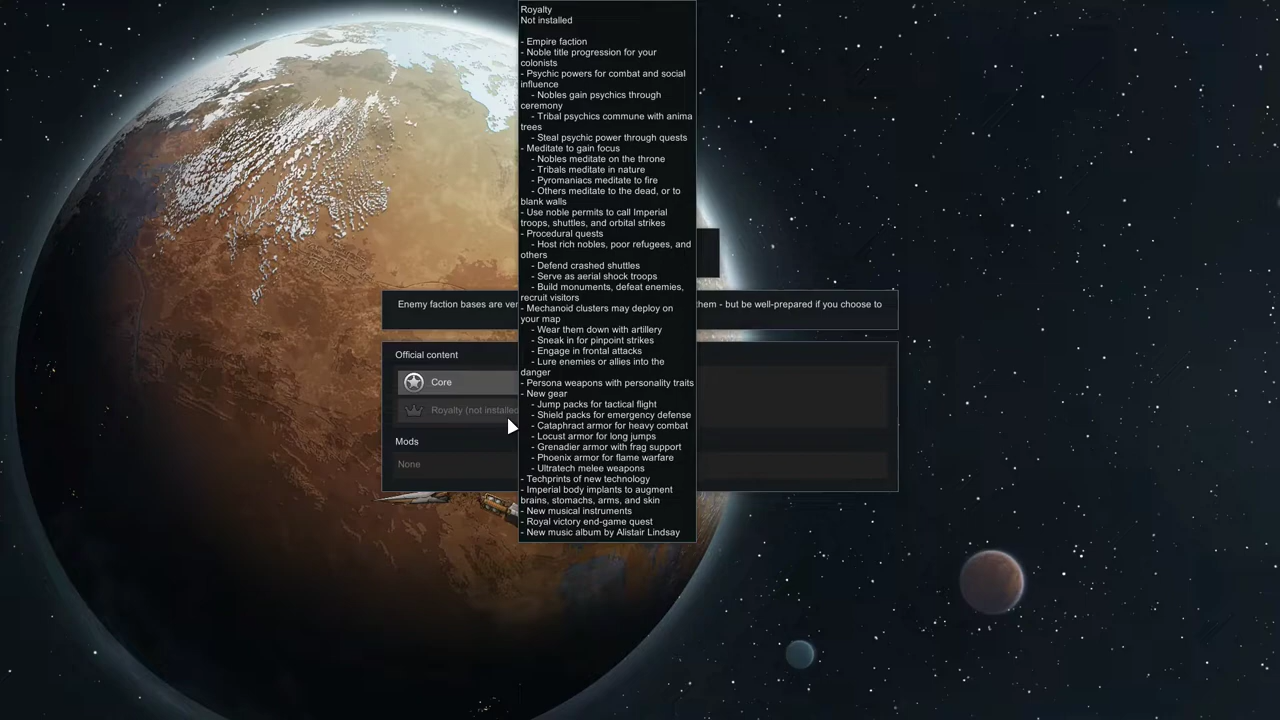 Royalty
Not installed
- Empire faction
- Noble title progression for your
colonists
- Psychic powers for combat and social
influence
- Nobles gain psychics through
ceremony
- Tribal psychics commune with anima
trees
- Steal psychic power through quests
- Meditate to gain focus
- Nobles meditate on the throne
- Tribals meditate in nature
- Pyromaniacs meditate to fire
- Others meditate to the dead, or to
blank walls
- Use noble permits to call Imperial
troops, shuttles, and orbital strikes
- Procedural quests
- Host rich nobles, poor refugees, and
others
- Defend crashed shuttles
- Serve as aerial shock troops
- Build monuments, defeat enemies,
recruit visitors
- Mechanoid clusters may deploy on
your map
- Wear them down with artillery
- Sneak in for pinpoint strikes
- Engage in frontal attacks
- Lure enemies or allies into the
danger
- Persona weapons with personality traits
- New gear
- Jump packs for tactical flight
- Shield packs for emergency defense
- Cataphract armor for heavy combat
- Locust armor for long jumps
- Grenadier armor with frag support
- Phoenix armor for flame warfare
- Ultratech melee weapons
- Techprints of new technology
- Imperial body implants to augment
brains, stomachs, arms, and skin
- New musical instruments
- Royal victory end-game quest
- New music album by Alistair Lindsay
Enemy faction bases are ver
them - but be well-prepared if you choose to
Official content
Core
Royalty (not installed
Mods
None